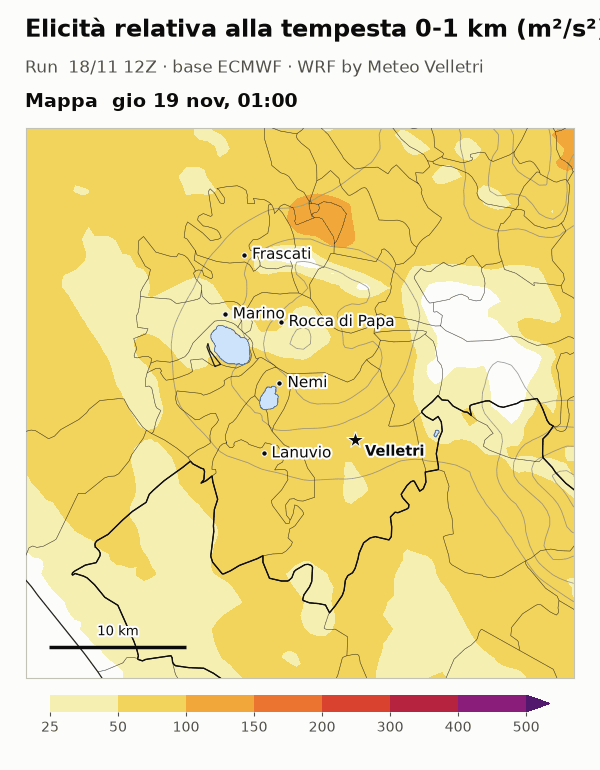 Elicità relativa alla tempesta 0-1 km (m²/s²)
Run  18/11 12Z · base ECMWF · WRF by Meteo Velletri
Mappa  gio 19 nov, 01:00
Frascati
Marino
Rocca di Papa
Nemi
Velletri
Lanuvio
10 km
25 50 100 150 200 300 400 500